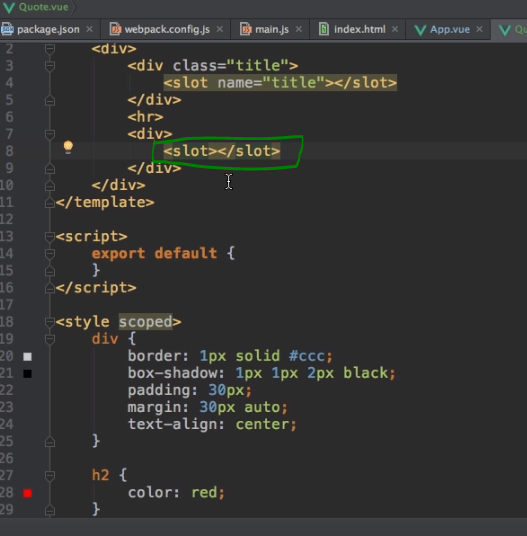 Quote.vue
package.json
webpack.config.js
main.js
index.html
App.vue
Qu
2 <div>
3 <div class="title">
4 <slot name="title"></slot>
5 </div>
6 <hr>
7 <div>
8 <slot></slot>
9 </div>
10 </div>
11 </template>
12
13 <script>
14 export default {
15 }
16 </script>
17
18 <style scoped>
19 div {
20 border: 1px solid #ccc;
21 box-shadow: 1px 1px 2px black;
22 padding: 30px;
23 margin: 30px auto;
24 text-align: center;
25 }
26
27 h2 {
28 color: red;
29 }